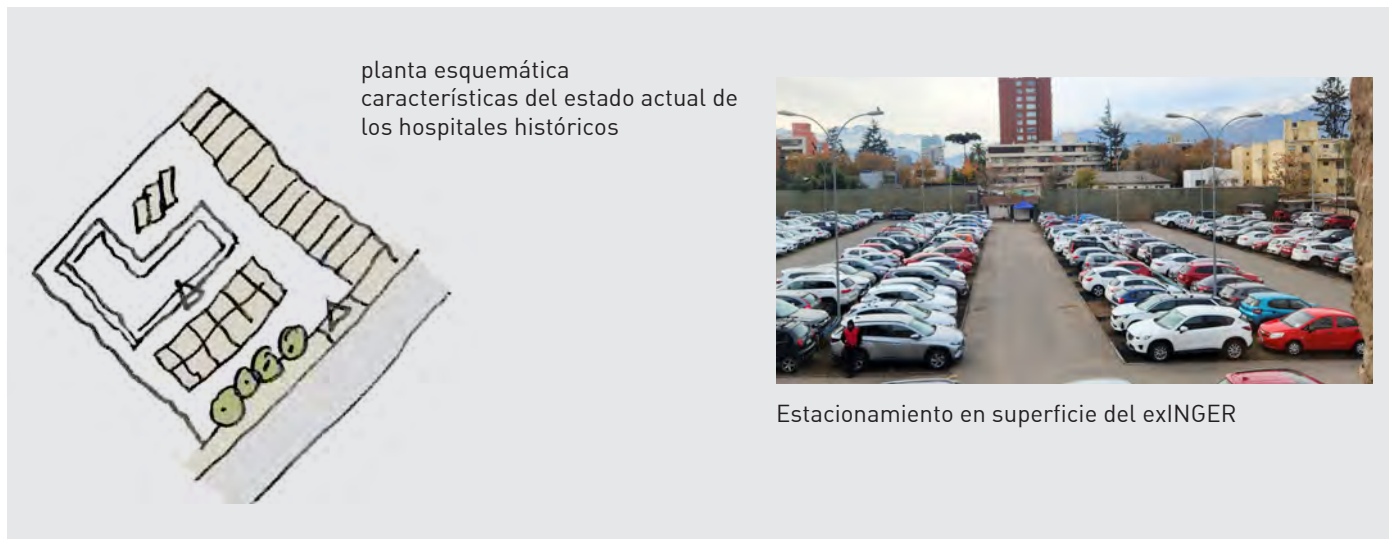 planta esquemática
características del estado actual de
los hospitales históricos
Estacionamiento en superficie del exINGER